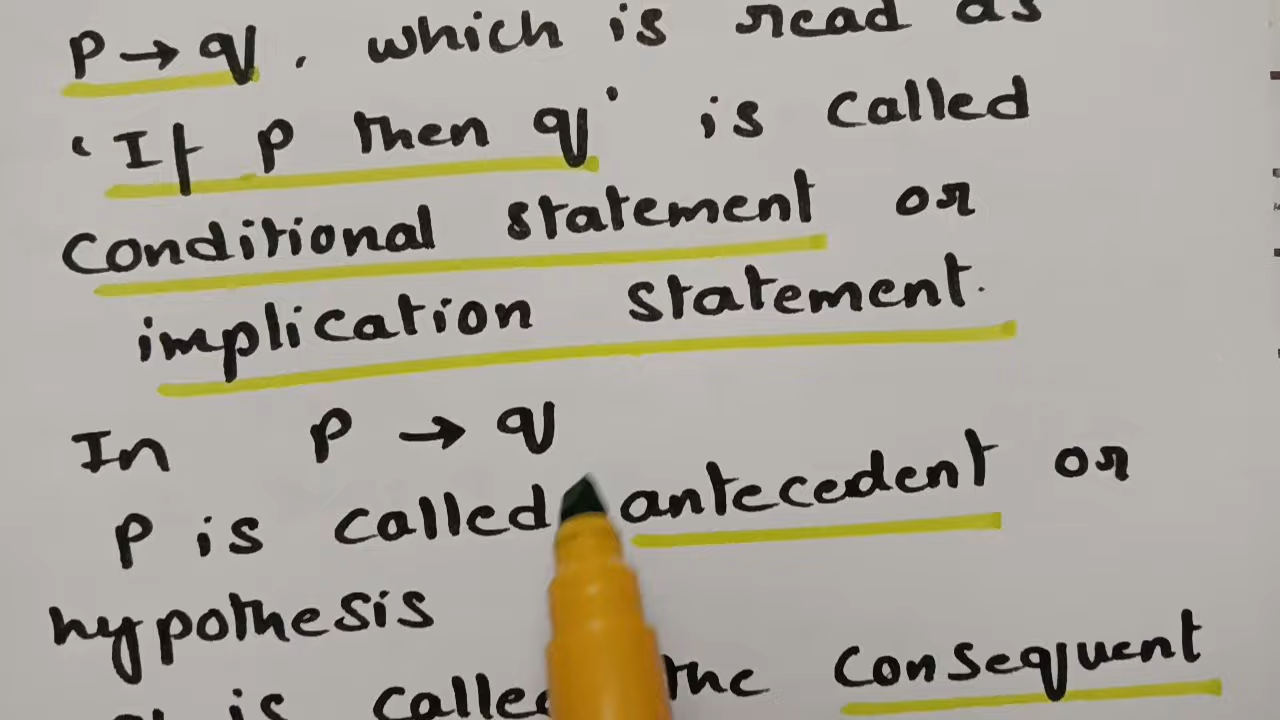 P → q, which is read as
'If p then q' is called
Conditional statement or
implication statement.
In P → q
P is called antecedent or
hypothesis
q is called the consequent